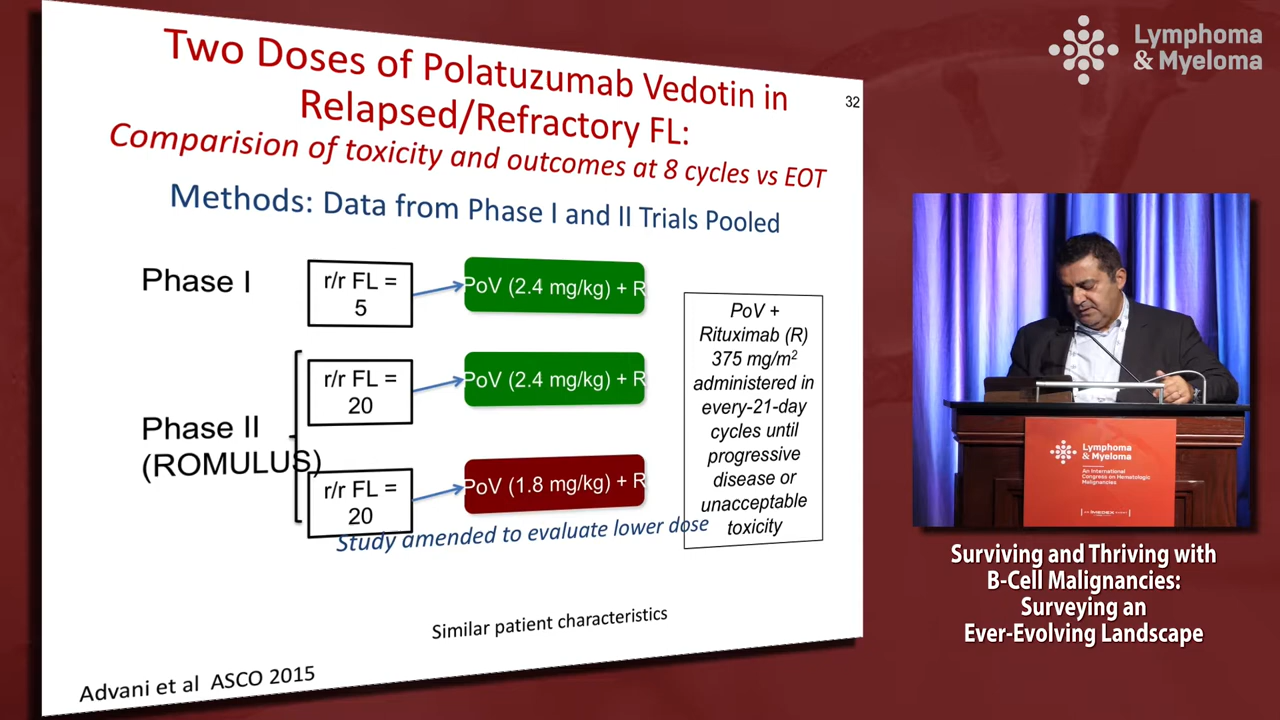 Two Doses of Polatuzumab Vedotin in
Relapsed/Refractory FL:
Comparision of toxicity and outcomes at 8 cycles vs EOT
32
Methods: Data from Phase I and II Trials Pooled
Phase I
r/r FL =
5
PoV (2.4 mg/kg) + R
Phase II
(ROMULUS)
r/r FL =
20
PoV (2.4 mg/kg) + R
r/r FL =
20
PoV (1.8 mg/kg) + R
Study amended to evaluate lower dose
PoV +
Rituximab (R)
375 mg/m²
administered in
every-21-day
cycles until
progressive
disease or
unacceptable
toxicity
Similar patient characteristics
Advani et al ASCO 2015
Lymphoma
& Myeloma
Lymphoma
& Myeloma
An International
Congress on Hematologic
Malignancies
Surviving and Thriving with
B-Cell Malignancies:
Surveying an
Ever-Evolving Landscape